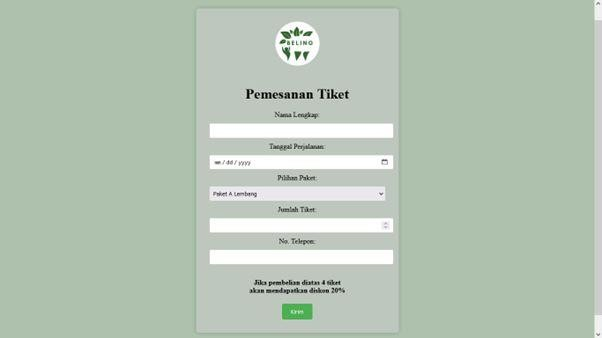 BELINO
Pemesanan Tiket
Nama Lengkap:
Tanggal Perjalanan:
mm / dd / yyyy
Pilihan Paket:
Paket A Lembang
Jumlah Tiket:
No. Telepon:
Jika pembelian diatas 4 tiket
akan mendapatkan diskon 20%
Kirim